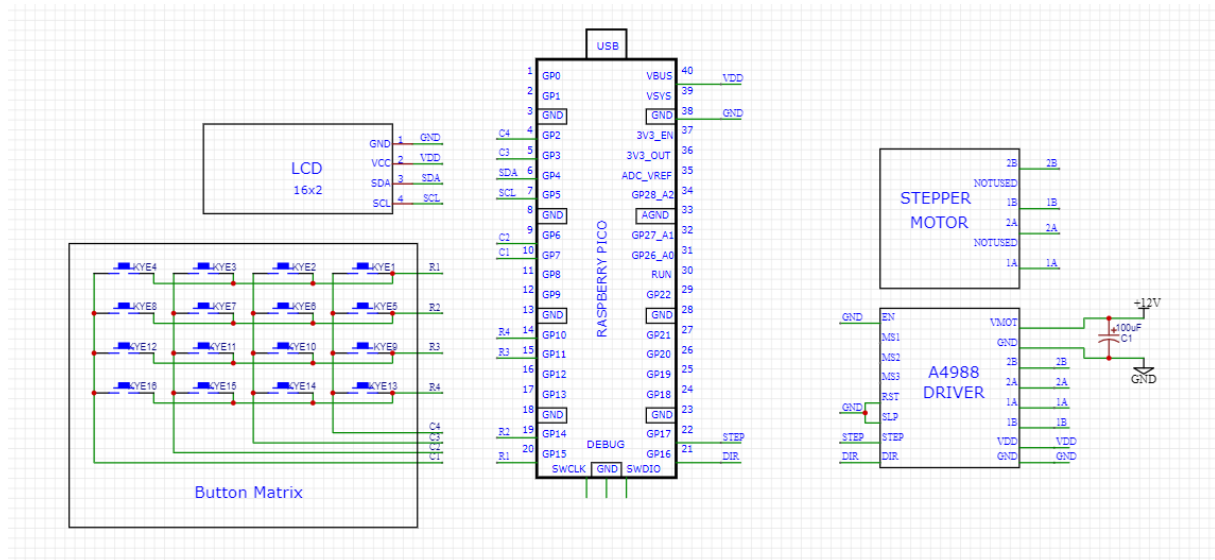 USB
1 GP0 VBUS 40 VDD
2 GP1 VSYS 39
3 GND GND 38 GND
C4 4 GP2 3V3_EN 37
C3 5 GP3 3V3_OUT 36
SDA 6 GP4 ADC_VREF 35
SCL 7 GP5 GP28_A2 34
8 GND AGND 33
C2 9 GP6 GP27_A1 32
C1 10 GP7 GP26_A0 31
11 GP8 RUN 30
12 GP9 GP22 29
13 GND GND 28
R4 14 GP10 GP21 27
R3 15 GP11 GP20 26
16 GP12 GP19 25
17 GP13 GP18 24
18 GND GND 23
R2 19 GP14 GP17 22 STEP
R1 20 GP15 GP16 21 DIR
DEBUG
SWCLK GND SWDIO
RASPBERRY PICO
LCD
16x2
GND 1 GND
VCC 2 VDD
SDA 3 SDA
SCL 4 SCL
KYE4 KYE3 KYE2 KYE1 R1
KYE8 KYE7 KYE6 KYE5 R2
KYE12 KYE11 KYE10 KYE9 R3
KYE16 KYE15 KYE14 KYE13 R4
C4
C3
C2
C1
Button Matrix
STEPPER
MOTOR
2B 2B
NOTUSED
1B 1B
2A 2A
NOTUSED
1A 1A
A4988
DRIVER
GND EN
MS1
MS2
MS3
RST
GND
SLP
STEP STEP
DIR DIR
VMOT
GND
2B 2B
2A 2A
1A 1A
1B 1B
VDD VDD
GND GND
+12V
+100uF
C1
GND